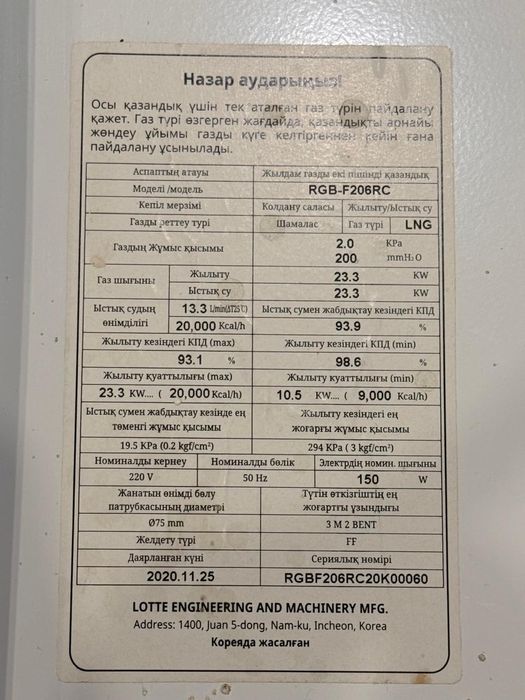 Назар аударыңыз!
Осы қазандық үшін тек аталған газ түрін пайдалану
қажет. Газ түрі өзгерген жағдайда, қазандықты арнайы
жөндеу ұйымы газды күге келтіргеннен кейін ғана
пайдалану ұсынылады.
Аспаптың атауы Жылдам газды екі пішінді қазандық
Моделі /модель RGB-F206RC
Кепіл мерзімі Колдану саласы Жылыту/Ыстық су
Газды реттеу түрі Шамалас Газ түрі LNG
Газдың Жұмыс қысымы 2.0 KPa
200 mmH₂O
Газ шығыны Жылыту 23.3 KW
Ыстық су 23.3 KW
Ыстық судың өнімділігі 13.3 L/min(ΔT25℃) Ыстық сумен жабдықтау кезіндегі КПД
20,000 Kcal/h 93.9 %
Жылыту кезіндегі КПД (max) Жылыту кезіндегі КПД (min)
93.1 % 98.6 %
Жылыту қуаттылығы (max) Жылыту қуаттылығы (min)
23.3 KW.... ( 20,000 Kcal/h) 10.5 KW.... ( 9,000 Kcal/h)
Ыстық сумен жабдықтау кезінде ең Жылыту кезіндегі ең
төменгі жұмыс қысымы жоғарғы жұмыс қысымы
19.5 KPa (0.2 kgf/cm²) 294 KPa ( 3 kgf/cm²)
Номиналды кернеу Номиналды бөлік Электрдің номин. шығыны
220 V 50 Hz 150 W
Жанатын өнімді бөлу Түтін өткізгіштің ең
патрубкасының диаметрі жоғартғы ұзындығы
Ø75 mm 3 M 2 BENT
Желдету түрі FF
Даярланған күні Сериялық нөмірі
2020.11.25 RGBF206RC20K00060
LOTTE ENGINEERING AND MACHINERY MFG.
Address: 1400, Juan 5-dong, Nam-ku, Incheon, Korea
Кореяда жасалған